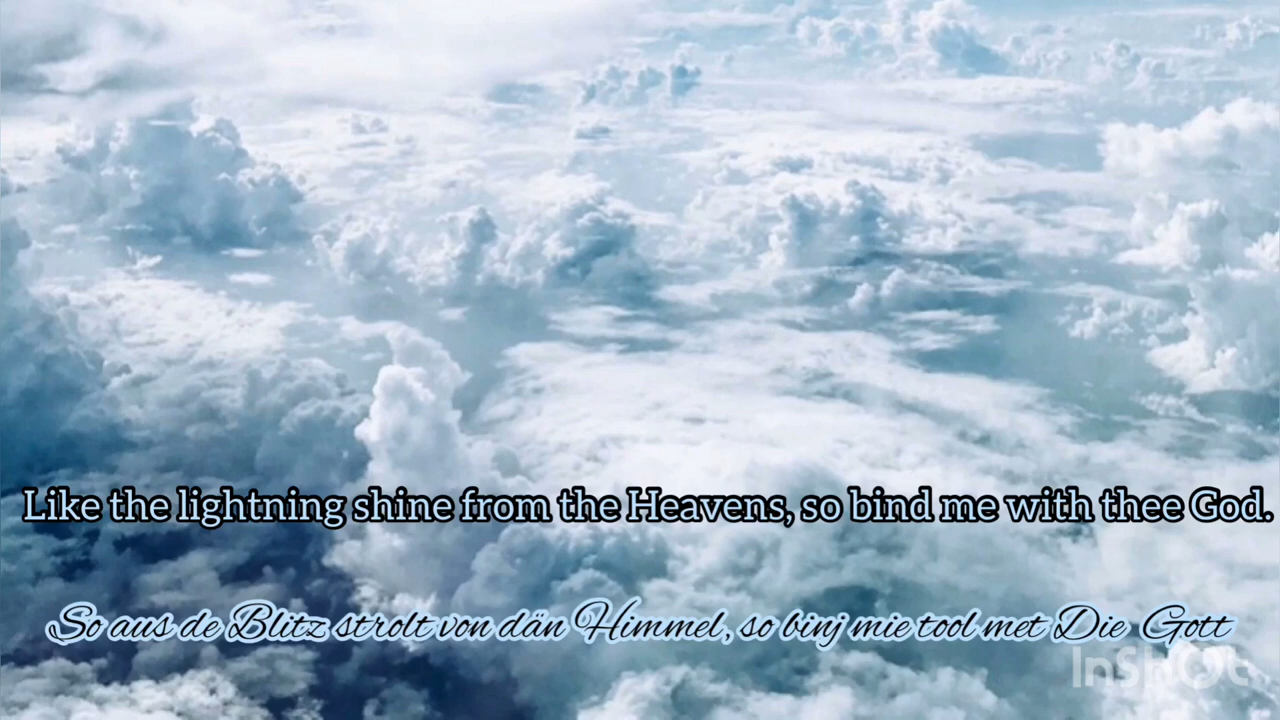 Like the lightning shine from the Heavens, so bind me with thee God.
So aus de Blitz strolt von dän Himmel, so binj mie tool met Die Gott
InShOt